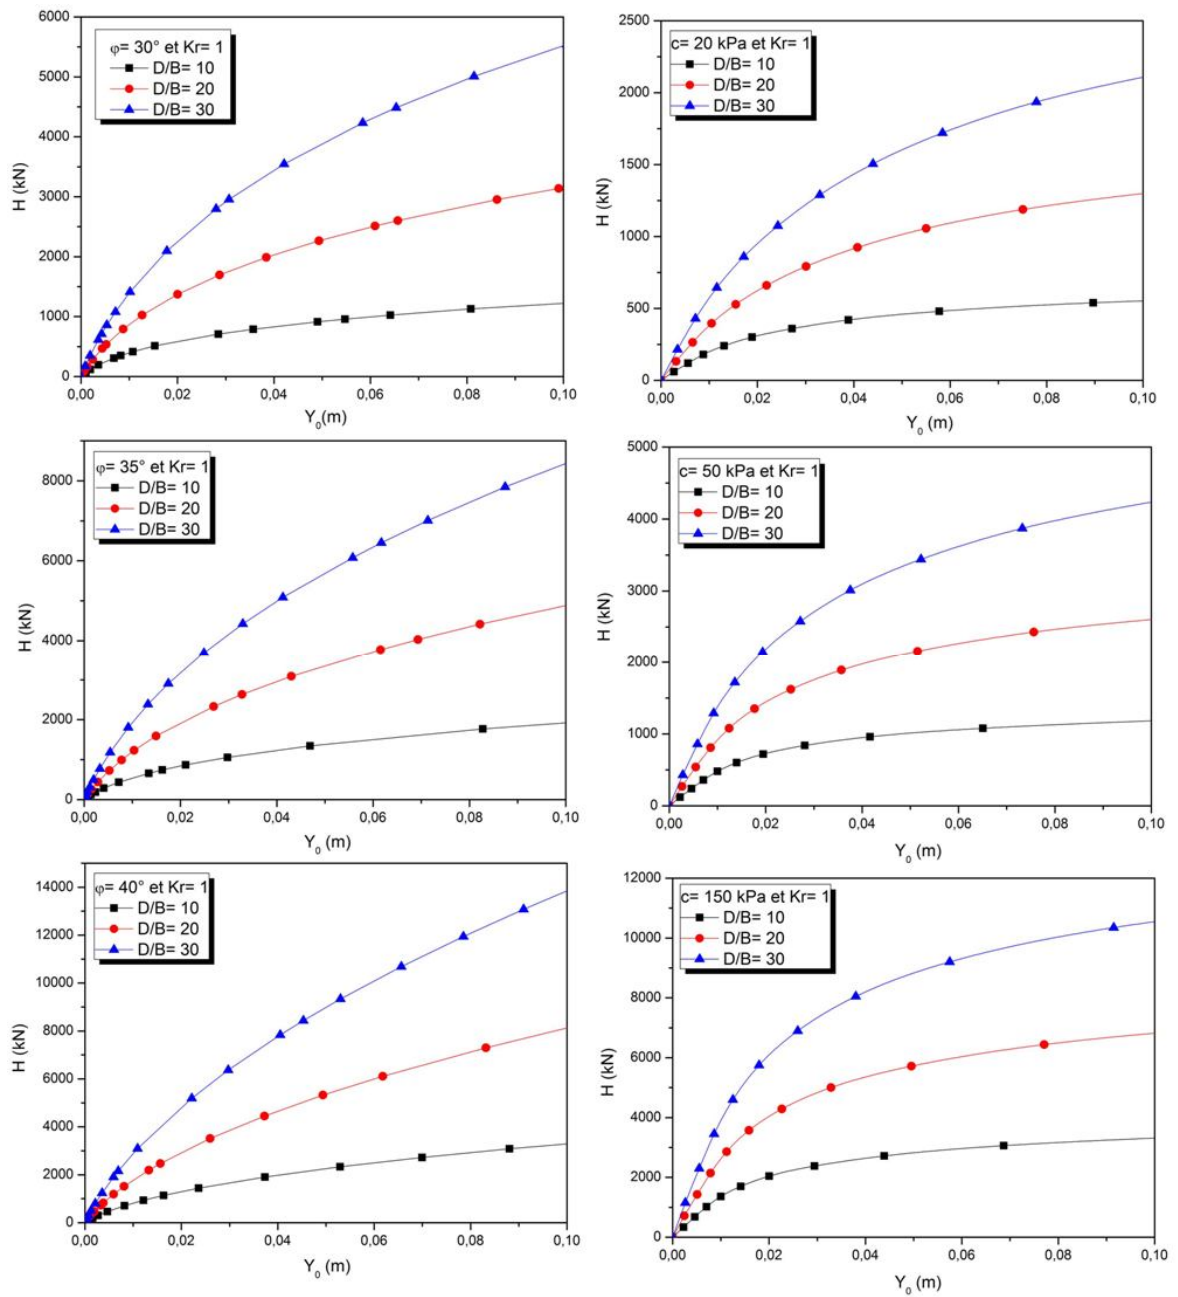 φ= 30° et Kr= 1
D/B= 10
D/B= 20
D/B= 30
6000
5000
4000
3000
2000
1000
0
H (kN)
0,00 0,02 0,04 0,06 0,08 0,10
Y₀(m)
c= 20 kPa et Kr= 1
D/B= 10
D/B= 20
D/B= 30
2500
2000
1500
1000
500
0
H (kN)
0,00 0,02 0,04 0,06 0,08 0,10
Y₀ (m)
φ= 35° et Kr= 1
D/B= 10
D/B= 20
D/B= 30
8000
6000
4000
2000
0
H (kN)
0,00 0,02 0,04 0,06 0,08 0,10
Y₀ (m)
c= 50 kPa et Kr= 1
D/B= 10
D/B= 20
D/B= 30
5000
4000
3000
2000
1000
0
H (kN)
0,00 0,02 0,04 0,06 0,08 0,10
Y₀ (m)
φ= 40° et Kr= 1
D/B= 10
D/B= 20
D/B= 30
14000
12000
10000
8000
6000
4000
2000
0
H (kN)
0,00 0,02 0,04 0,06 0,08 0,10
Y₀ (m)
c= 150 kPa et Kr= 1
D/B= 10
D/B= 20
D/B= 30
12000
10000
8000
6000
4000
2000
0
H (kN)
0,00 0,02 0,04 0,06 0,08 0,10
Y₀ (m)